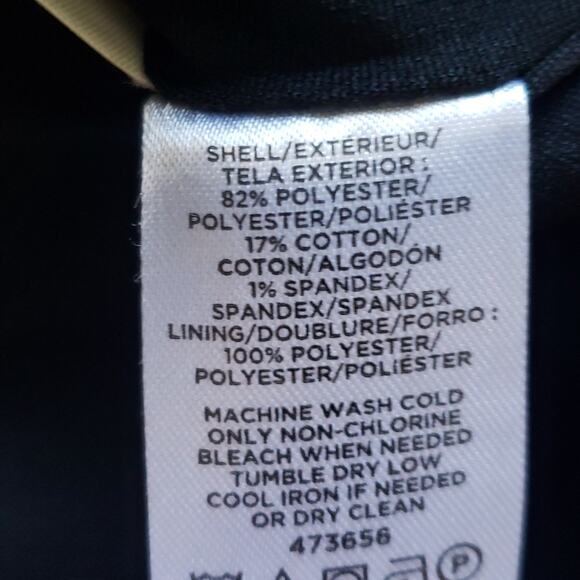 SHELL/EXTÉRIEUR/
TELA EXTERIOR :
82% POLYESTER/
POLYESTER/POLIÉSTER
17% COTTON/
COTON/ALGODÓN
1% SPANDEX/
SPANDEX/SPANDEX
LINING/DOUBLURE/FORRO :
100% POLYESTER/
POLYESTER/POLIÉSTER
MACHINE WASH COLD
ONLY NON-CHLORINE
BLEACH WHEN NEEDED
TUMBLE DRY LOW
COOL IRON IF NEEDED
OR DRY CLEAN
473656
P